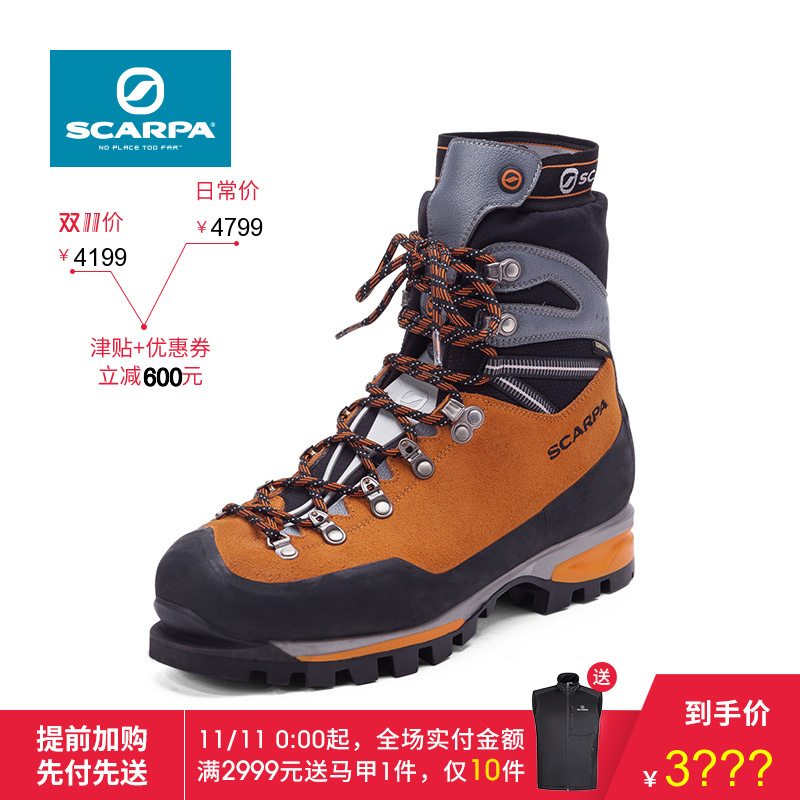 SCARPA®
NO PLACE TOO FAR™
日常价
¥ 4799
双11价
¥ 4199
津贴+优惠券
立减600元
SCARPA
SC
提前加购
先付先送
11/11 0:00起，全场实付金额
满2999元送马甲1件，仅10件
SCARPA
送
到手价
¥ 3???